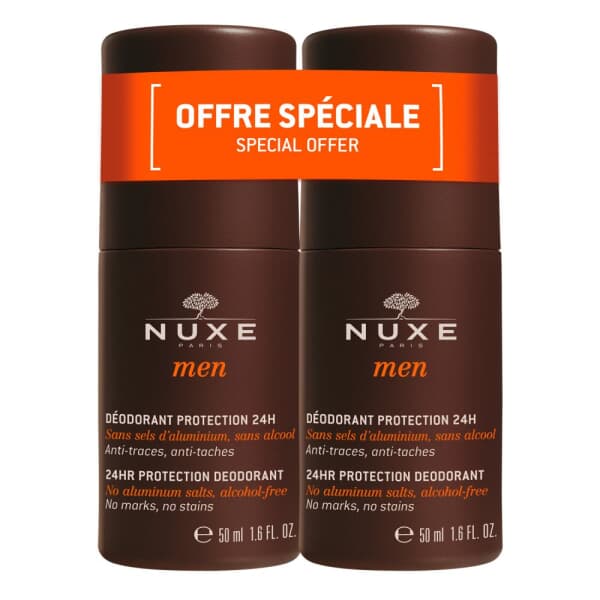 OFFRE SPÉCIALE
SPECIAL OFFER
NUXE
PARIS
men
DÉODORANT PROTECTION 24H
Sans sels d'aluminium, sans alcool
Anti-traces, anti-taches
24HR PROTECTION DEODORANT
No aluminum salts, alcohol-free
No marks, no stains
℮ 50 ml 1.6 FL. OZ.
NUXE
PARIS
men
DÉODORANT PROTECTION 24H
Sans sels d'aluminium, sans alcool
Anti-traces, anti-taches
24HR PROTECTION DEODORANT
No aluminum salts, alcohol-free
No marks, no stains
℮ 50 ml 1.6 FL. OZ.